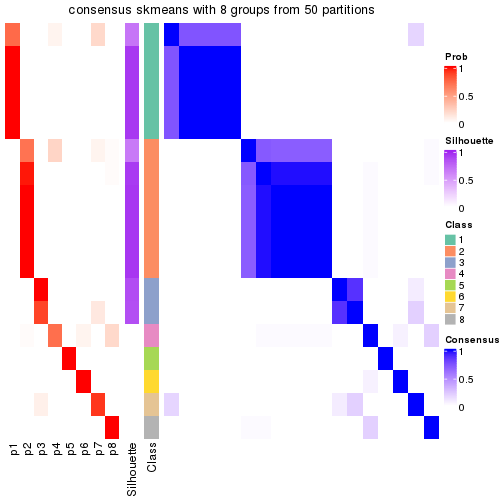 consensus skmeans with 8 groups from 50 partitions
Prob
1
0.5
0
Silhouette
1
0.5
0
Class
1
2
3
4
5
6
7
8
Consensus
1
0.5
0
p1
p2
p3
p4
p5
p6
p7
p8
Silhouette
Class